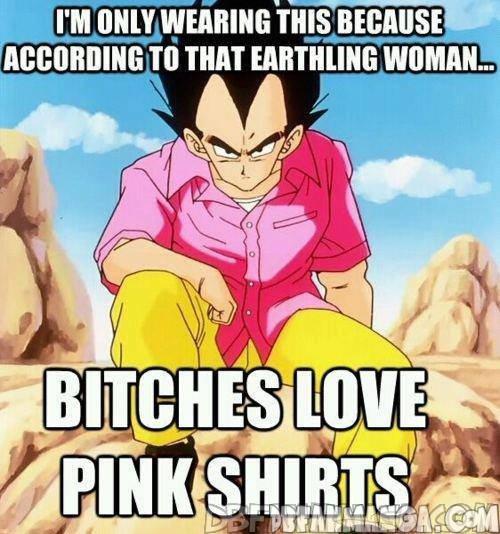 I'M ONLY WEARING THIS BECAUSE
ACCORDING TO THAT EARTHLING WOMAN...
BITCHES LOVE
PINK SHIRTS